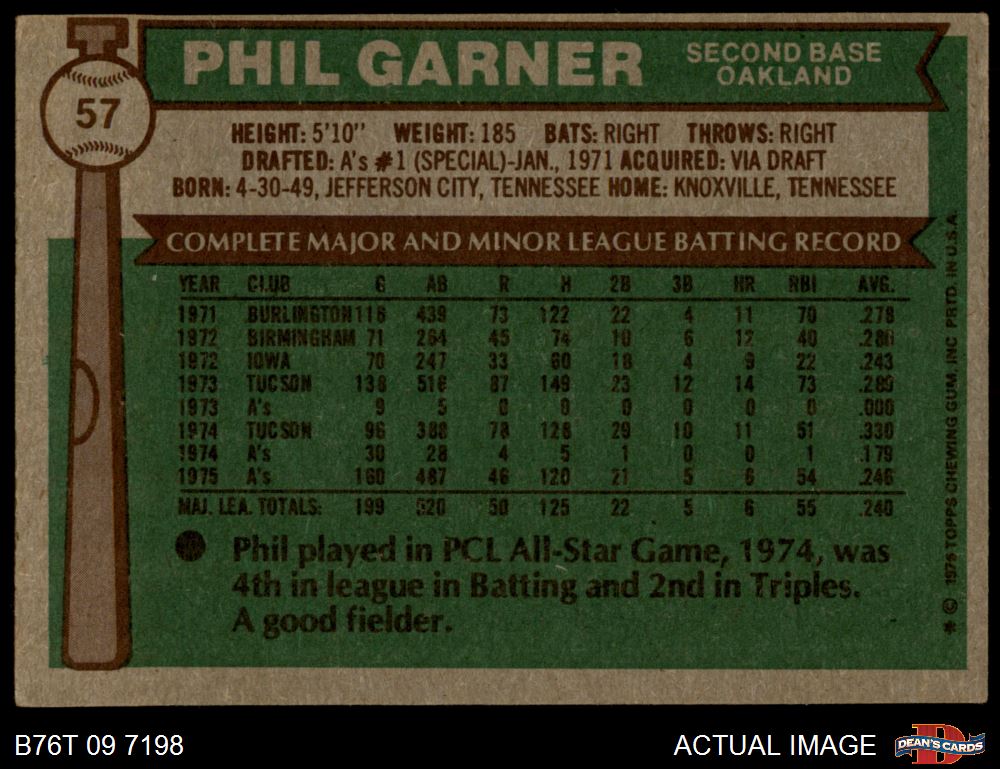 57
PHIL GARNER
SECOND BASE
OAKLAND
HEIGHT: 5'10" WEIGHT: 185 BATS: RIGHT THROWS: RIGHT
DRAFTED: A's #1 (SPECIAL)-JAN., 1971 ACQUIRED: VIA DRAFT
BORN: 4-30-49, JEFFERSON CITY, TENNESSEE HOME: KNOXVILLE, TENNESSEE
COMPLETE MAJOR AND MINOR LEAGUE BATTING RECORD
YEAR CLUB G AB R H 2B 3B HR RBI AVG.
1971 BURLINGTON 116 439 73 122 22 4 11 70 .278
1972 BIRMINGHAM 71 264 45 74 10 6 12 40 .280
1972 IOWA 70 247 33 60 18 4 9 22 .243
1973 TUCSON 138 516 87 149 23 12 14 73 .289
1973 A's 9 5 0 0 0 0 0 0 .000
1974 TUCSON 96 388 78 128 29 10 11 51 .330
1974 A's 30 28 4 5 1 0 0 1 .179
1975 A's 160 487 46 120 21 5 6 54 .246
MAJ. LEA. TOTALS: 199 520 50 125 22 5 6 55 .240
Phil played in PCL All-Star Game, 1974, was
4th in league in Batting and 2nd in Triples.
A good fielder.
* © 1976 TOPPS CHEWING GUM, INC PRTD. IN U.S.A.
B76T 09 7198
ACTUAL IMAGE
DEAN'S CARDS